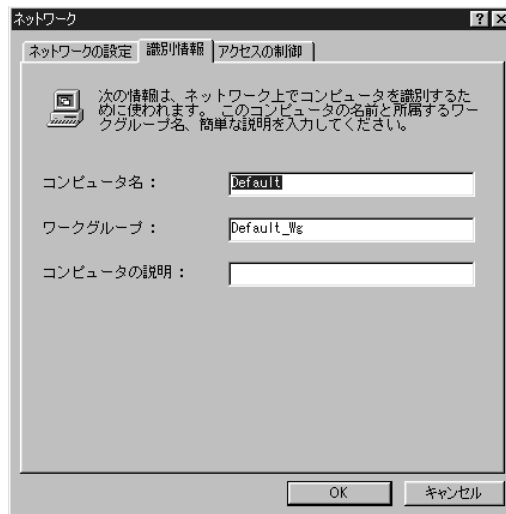 ネットワーク
ネットワークの設定 識別情報 アクセスの制御
次の情報は、ネットワーク上でコンピュータを識別するた
めに使われます。 このコンピュータの名前と所属するワー
クグループ名、簡単な説明を入力してください。
コンピュータ名: Default
ワークグループ: Default_Wg
コンピュータの説明:
OK キャンセル